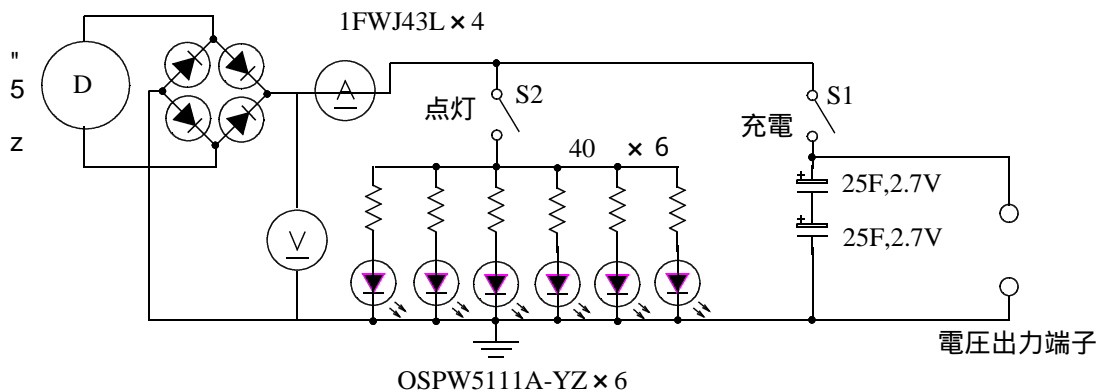 1FWJ43L×4
"
5
z
D
A
S2
点灯
S1
充電
40 ×6
25F,2.7V
25F,2.7V
V
電圧出力端子
OSPW5111A-YZ×6